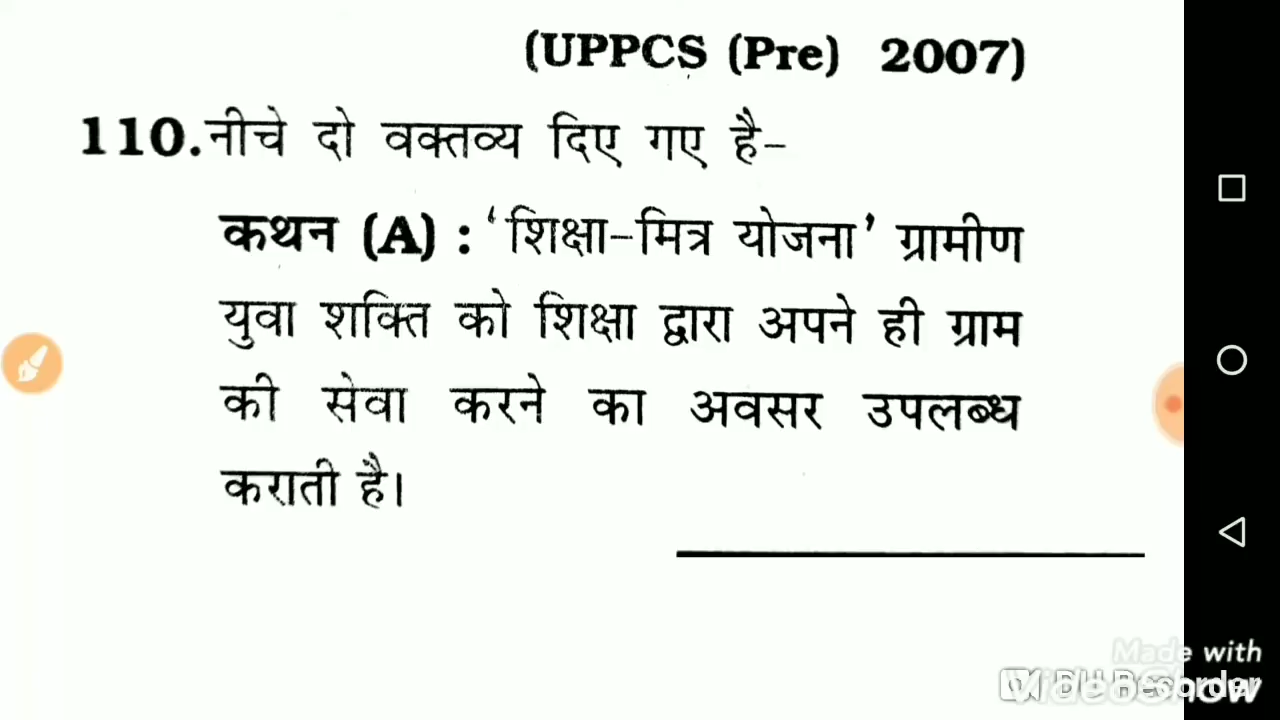 (UPPCS (Pre) 2007)
110. नीचे दो वक्तव्य दिए गए है–
कथन (A) : ‘शिक्षा–मित्र योजना’ ग्रामीण
युवा शक्ति को शिक्षा द्वारा अपने ही ग्राम
की सेवा करने का अवसर उपलब्ध
कराती है।
Made with